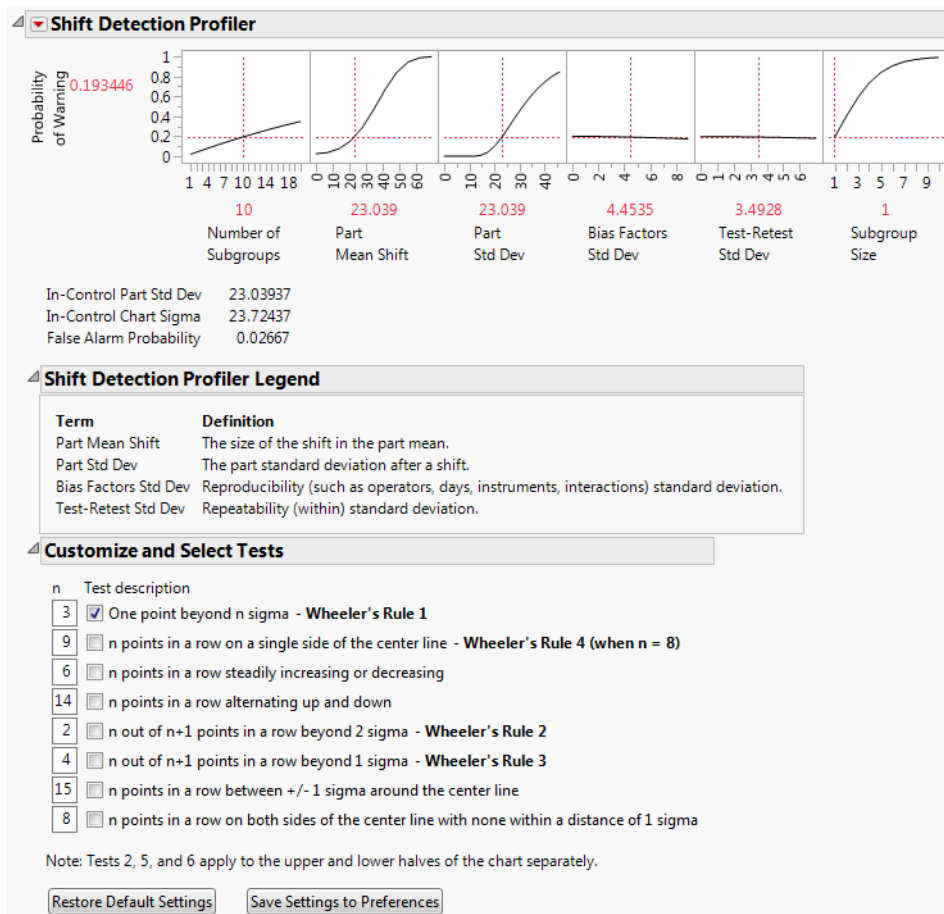 Shift Detection Profiler
Probability
of Warning
0.193446
1
0.8
0.6
0.4
0.2
0
1 4 7 10 14 18
0 10 20 30 40 50 60
0 10 20 30 40
0 2 4 6 8
0 1 2 3 4 5 6
1 3 5 7 9
10
Number of
Subgroups
23.039
Part
Mean Shift
23.039
Part
Std Dev
4.4535
Bias Factors
Std Dev
3.4928
Test-Retest
Std Dev
1
Subgroup
Size
In-Control Part Std Dev 23.03937
In-Control Chart Sigma 23.72437
False Alarm Probability 0.02667
Shift Detection Profiler Legend
Term Definition
Part Mean Shift The size of the shift in the part mean.
Part Std Dev The part standard deviation after a shift.
Bias Factors Std Dev Reproducibility (such as operators, days, instruments, interactions) standard deviation.
Test-Retest Std Dev Repeatability (within) standard deviation.
Customize and Select Tests
n Test description
3 One point beyond n sigma - Wheeler's Rule 1
9 n points in a row on a single side of the center line - Wheeler's Rule 4 (when n = 8)
6 n points in a row steadily increasing or decreasing
14 n points in a row alternating up and down
2 n out of n+1 points in a row beyond 2 sigma - Wheeler's Rule 2
4 n out of n+1 points in a row beyond 1 sigma - Wheeler's Rule 3
15 n points in a row between +/- 1 sigma around the center line
8 n points in a row on both sides of the center line with none within a distance of 1 sigma
Note: Tests 2, 5, and 6 apply to the upper and lower halves of the chart separately.
Restore Default Settings
Save Settings to Preferences